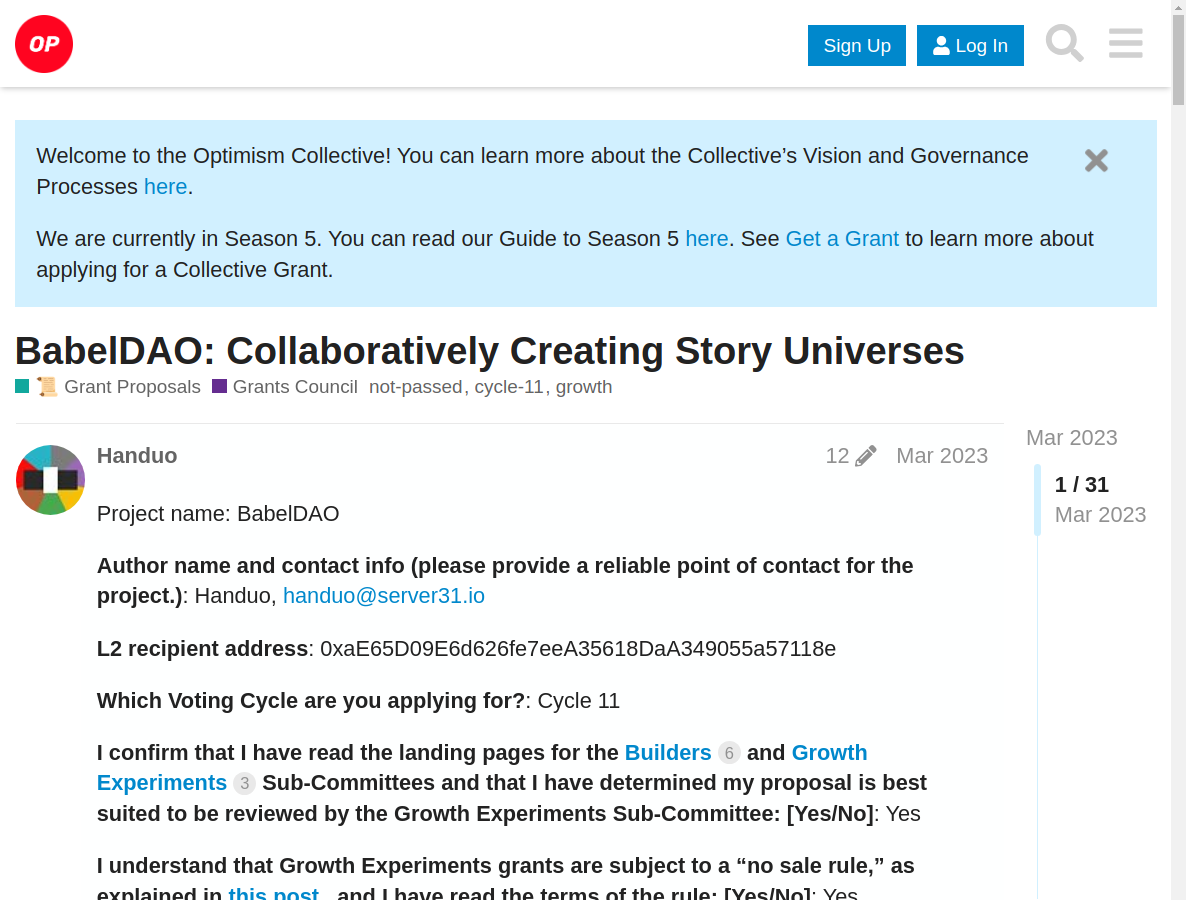 OP
Sign Up
Log In
Welcome to the Optimism Collective! You can learn more about the Collective’s Vision and Governance
Processes here.
We are currently in Season 5. You can read our Guide to Season 5 here. See Get a Grant to learn more about
applying for a Collective Grant.
BabelDAO: Collaboratively Creating Story Universes
Grant Proposals Grants Council not-passed, cycle-11, growth
Handuo 12 Mar 2023
Mar 2023
1 / 31
Mar 2023
Project name: BabelDAO
Author name and contact info (please provide a reliable point of contact for the
project.): Handuo, handuo@server31.io
L2 recipient address: 0xaE65D09E6d626fe7eeA35618DaA349055a57118e
Which Voting Cycle are you applying for?: Cycle 11
I confirm that I have read the landing pages for the Builders 6 and Growth
Experiments 3 Sub-Committees and that I have determined my proposal is best
suited to be reviewed by the Growth Experiments Sub-Committee: [Yes/No]: Yes
I understand that Growth Experiments grants are subject to a “no sale rule,” as
explained in this post , and I have read the terms of the rule: [Yes/No]: Yes